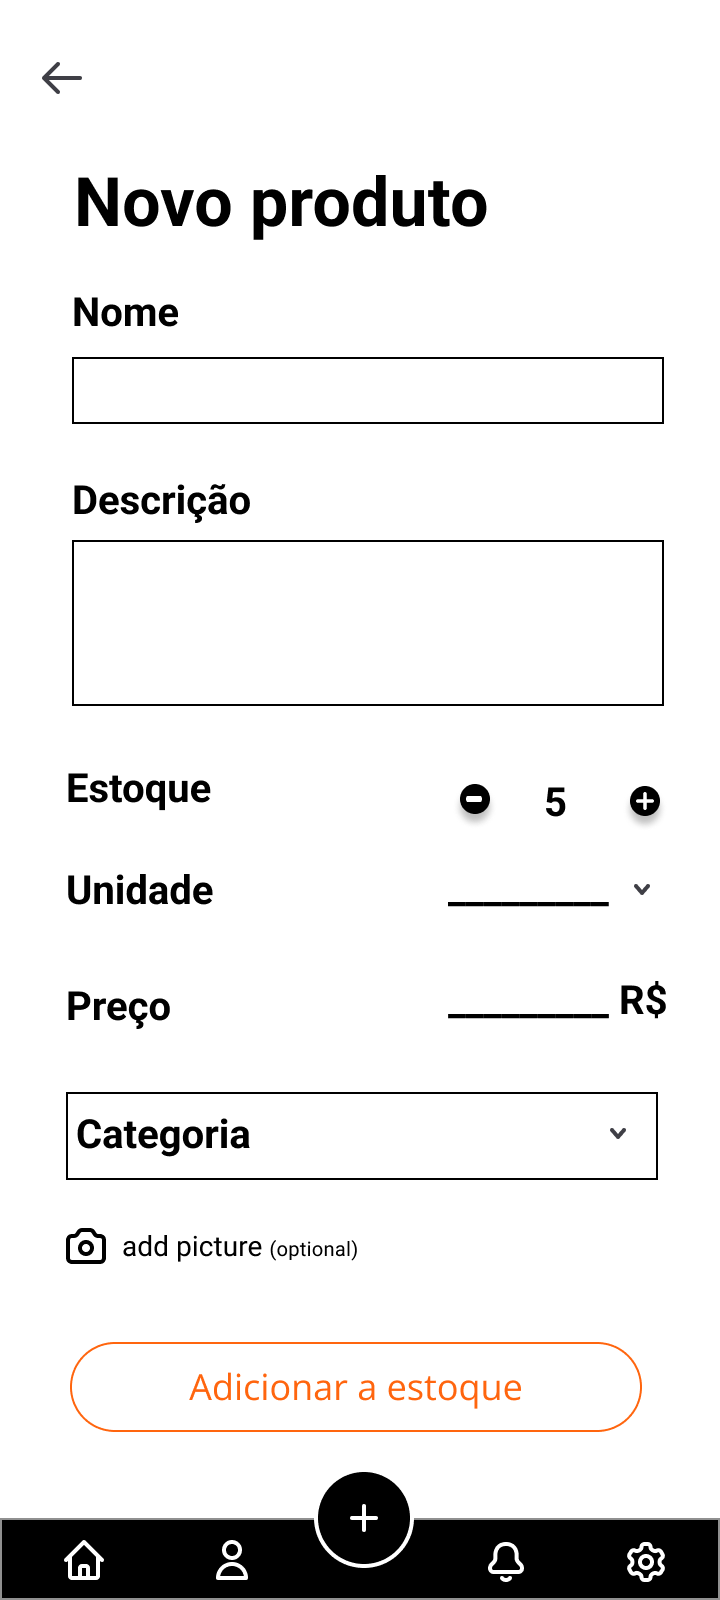 Novo produto
Nome
Descrição
Estoque 5
Unidade
Preço R$
Categoria
add picture (optional)
Adicionar a estoque